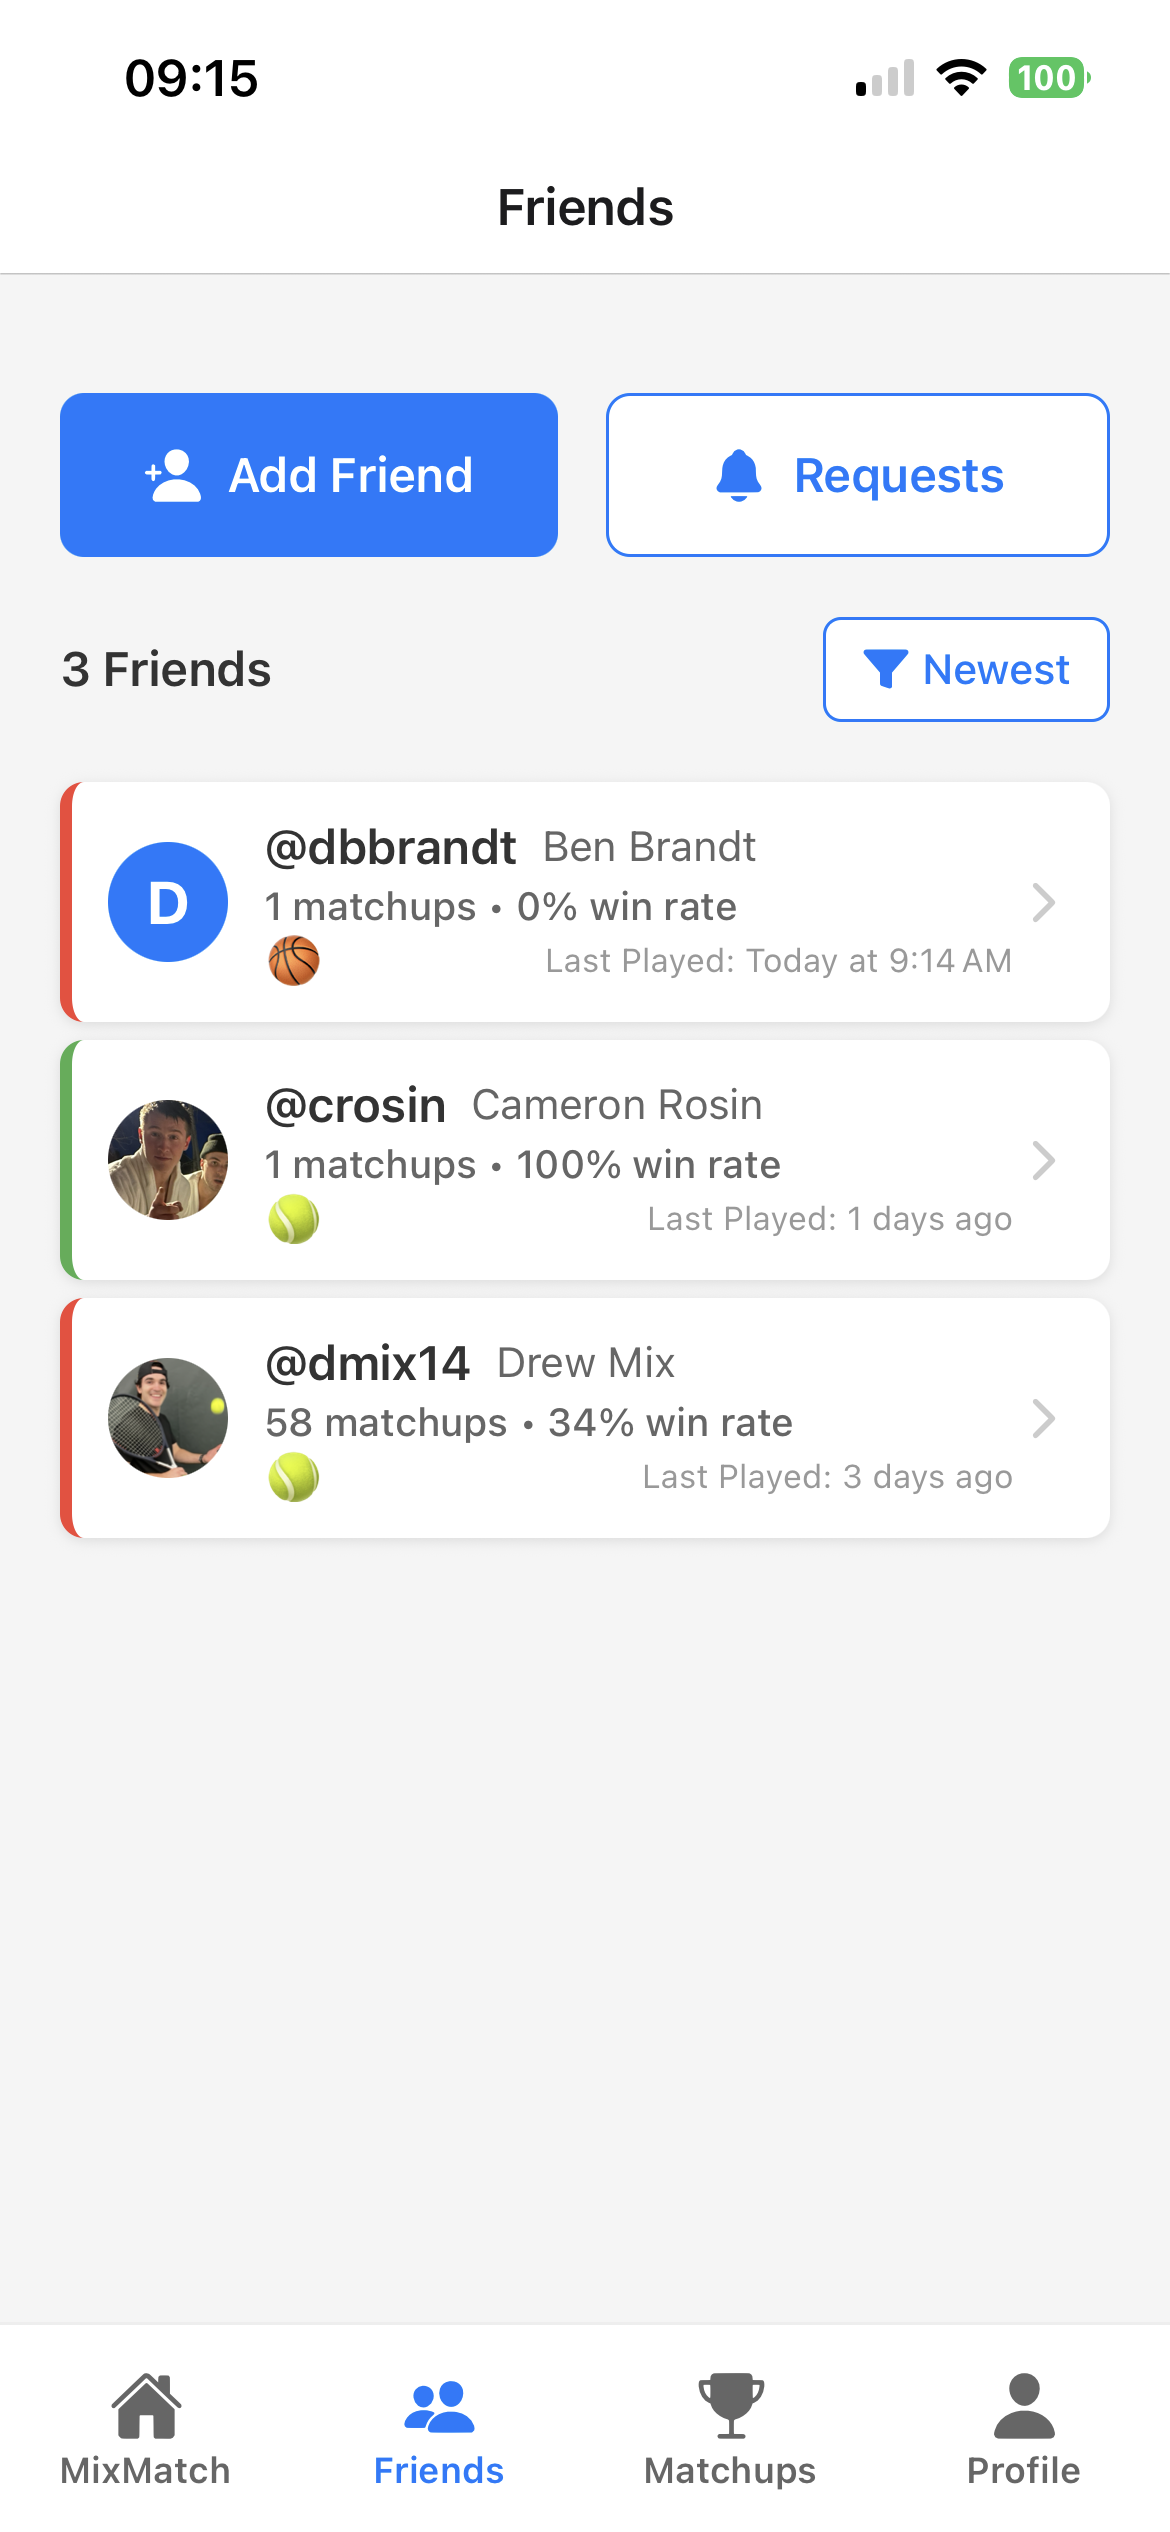 09:15
100
Friends
Add Friend
Requests
3 Friends
Newest
D
@dbbrandt Ben Brandt
1 matchups • 0% win rate
Last Played: Today at 9:14 AM
@crosin Cameron Rosin
1 matchups • 100% win rate
Last Played: 1 days ago
@dmix14 Drew Mix
58 matchups • 34% win rate
Last Played: 3 days ago
MixMatch
Friends
Matchups
Profile